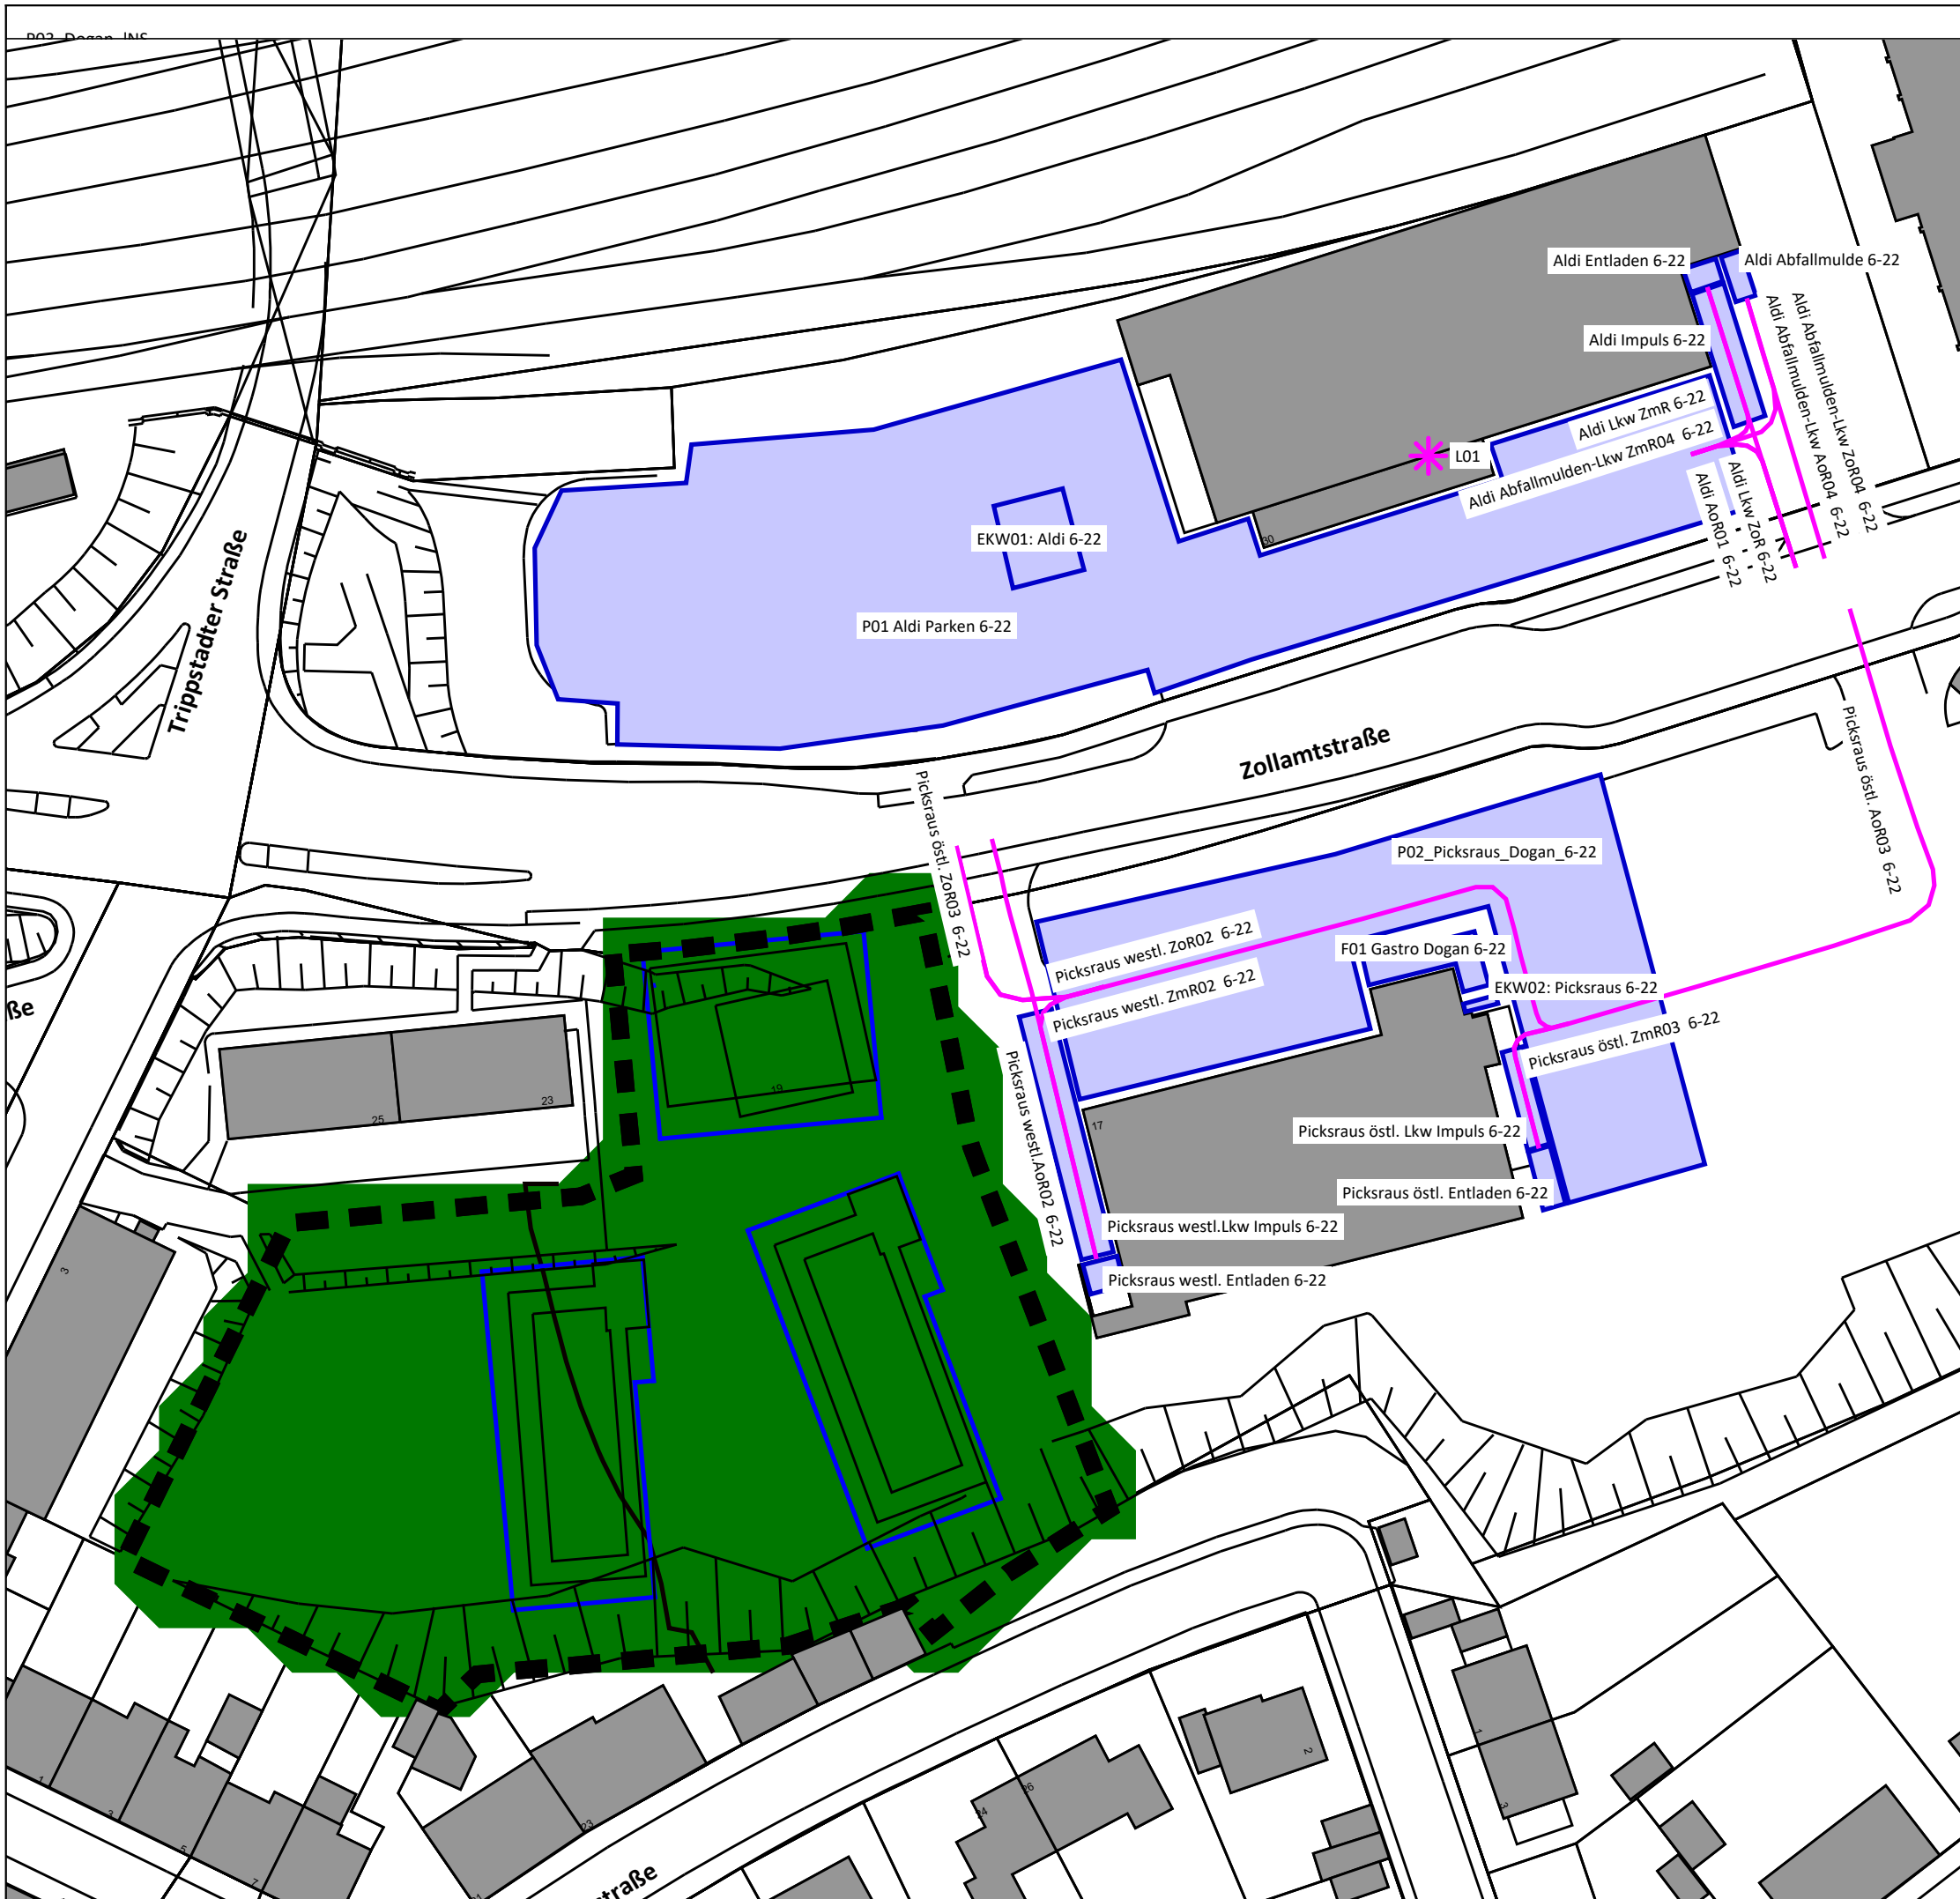 Aldi Entladen 6-22
Aldi Abfallmulde 6-22
Aldi Impuls 6-22
Aldi Abfallmulden-Lkw ZoR04 6-22
Aldi Abfallmulden-Lkw AoR04 6-22
Aldi Lkw ZmR 6-22
Aldi Abfallmulden-Lkw ZmR04 6-22
L01
Aldi AoR01 6-22
Aldi Lkw ZoR 6-22
30
EKW01: Aldi 6-22
P01 Aldi Parken 6-22
Trippstadter Straße
Zollamtstraße
Picksraus östl. AoR03 6-22
Picksraus östl. ZoR03 6-22
P02_Picksraus_Dogan_6-22
Picksraus westl. ZoR02 6-22
F01 Gastro Dogan 6-22
EKW02: Picksraus 6-22
Picksraus westl. ZmR02 6-22
Picksraus östl. ZmR03 6-22
ße
19
23
25
17
Picksraus westl.AoR02 6-22
Picksraus östl. Lkw Impuls 6-22
Picksraus östl. Entladen 6-22
Picksraus westl.Lkw Impuls 6-22
Picksraus westl. Entladen 6-22
3
1
3
5
7
23
24
26
2
1
3
straße